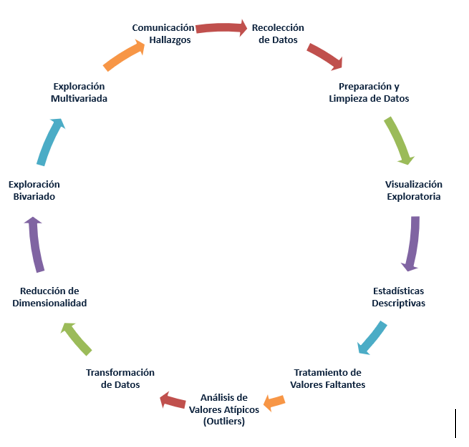 Comunicación
Hallazgos
Recolección
de Datos
Preparación y
Limpieza de Datos
Visualización
Exploratoria
Estadísticas
Descriptivas
Tratamiento de
Valores Faltantes
Análisis de
Valores Atípicos
(Outliers)
Transformación
de Datos
Reducción de
Dimensionalidad
Exploración
Bivariado
Exploración
Multivariada